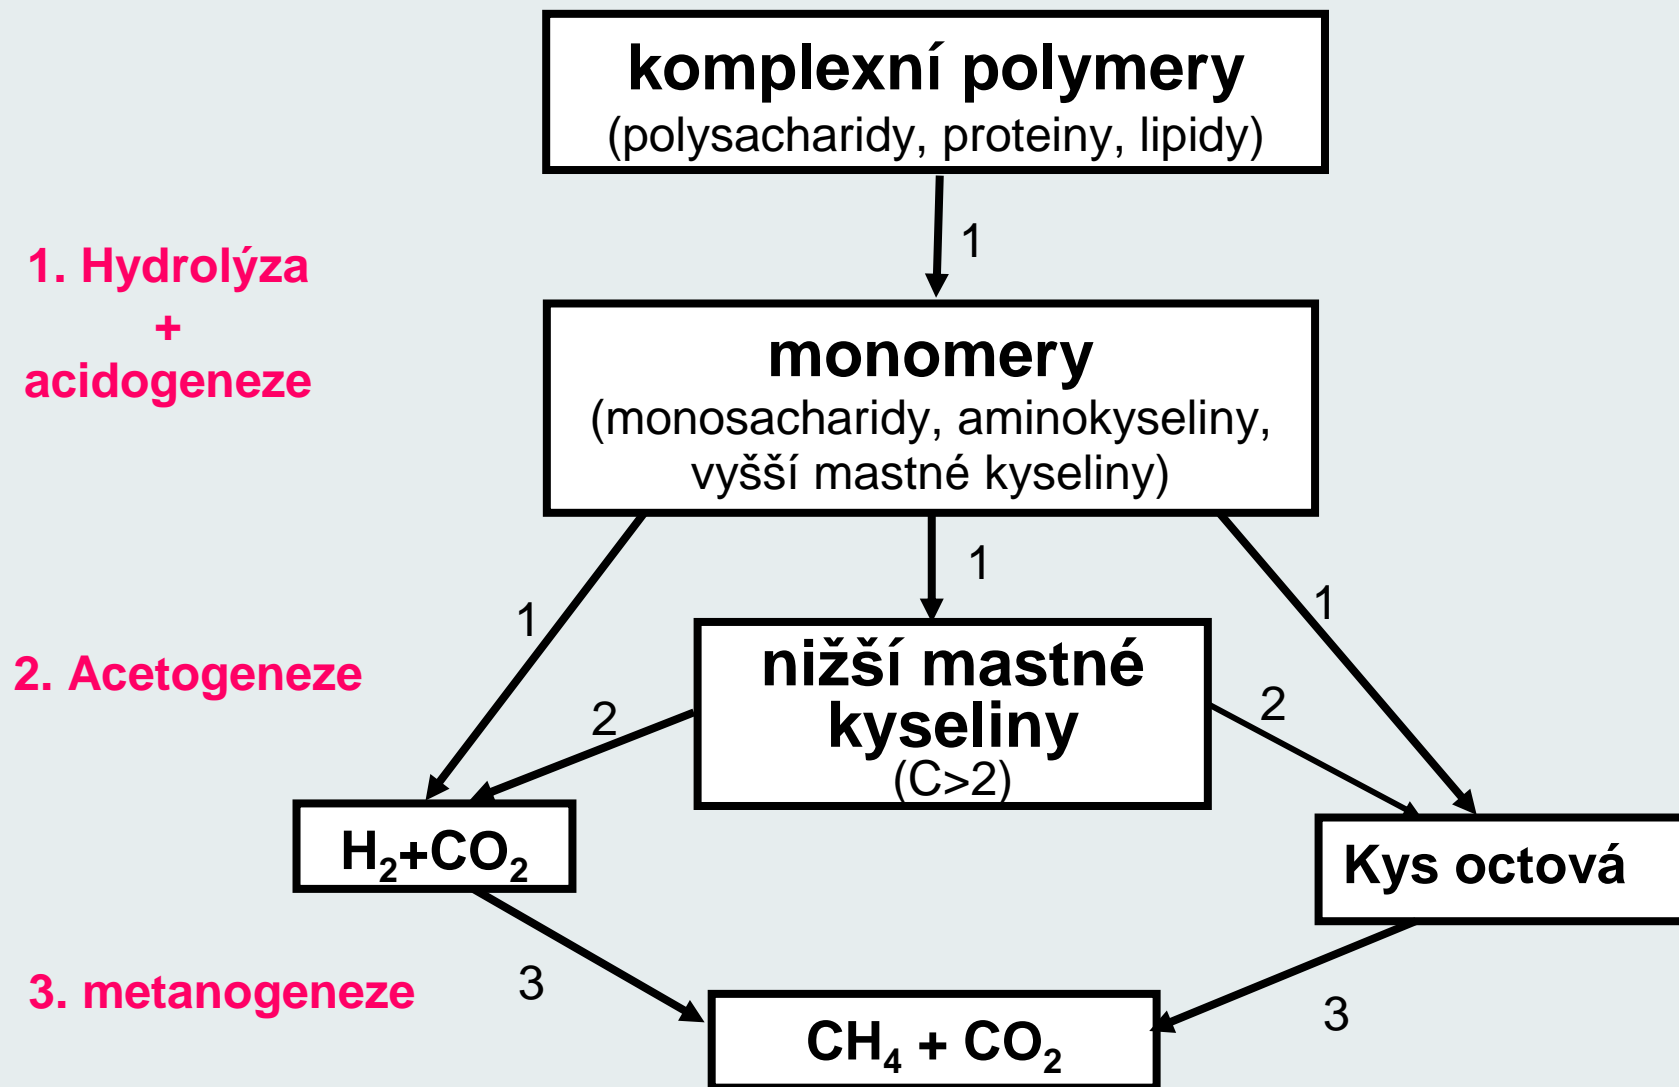 komplexní polymery
(polysacharidy, proteiny, lipidy)
1
1. Hydrolýza
+
acidogeneze
monomery
(monosacharidy, aminokyseliny,
vyšší mastné kyseliny)
1
1
1
2. Acetogeneze
nižší mastné
kyseliny
(C>2)
2
2
H₂+CO₂
Kys octová
3. metanogeneze
3
3
CH₄ + CO₂